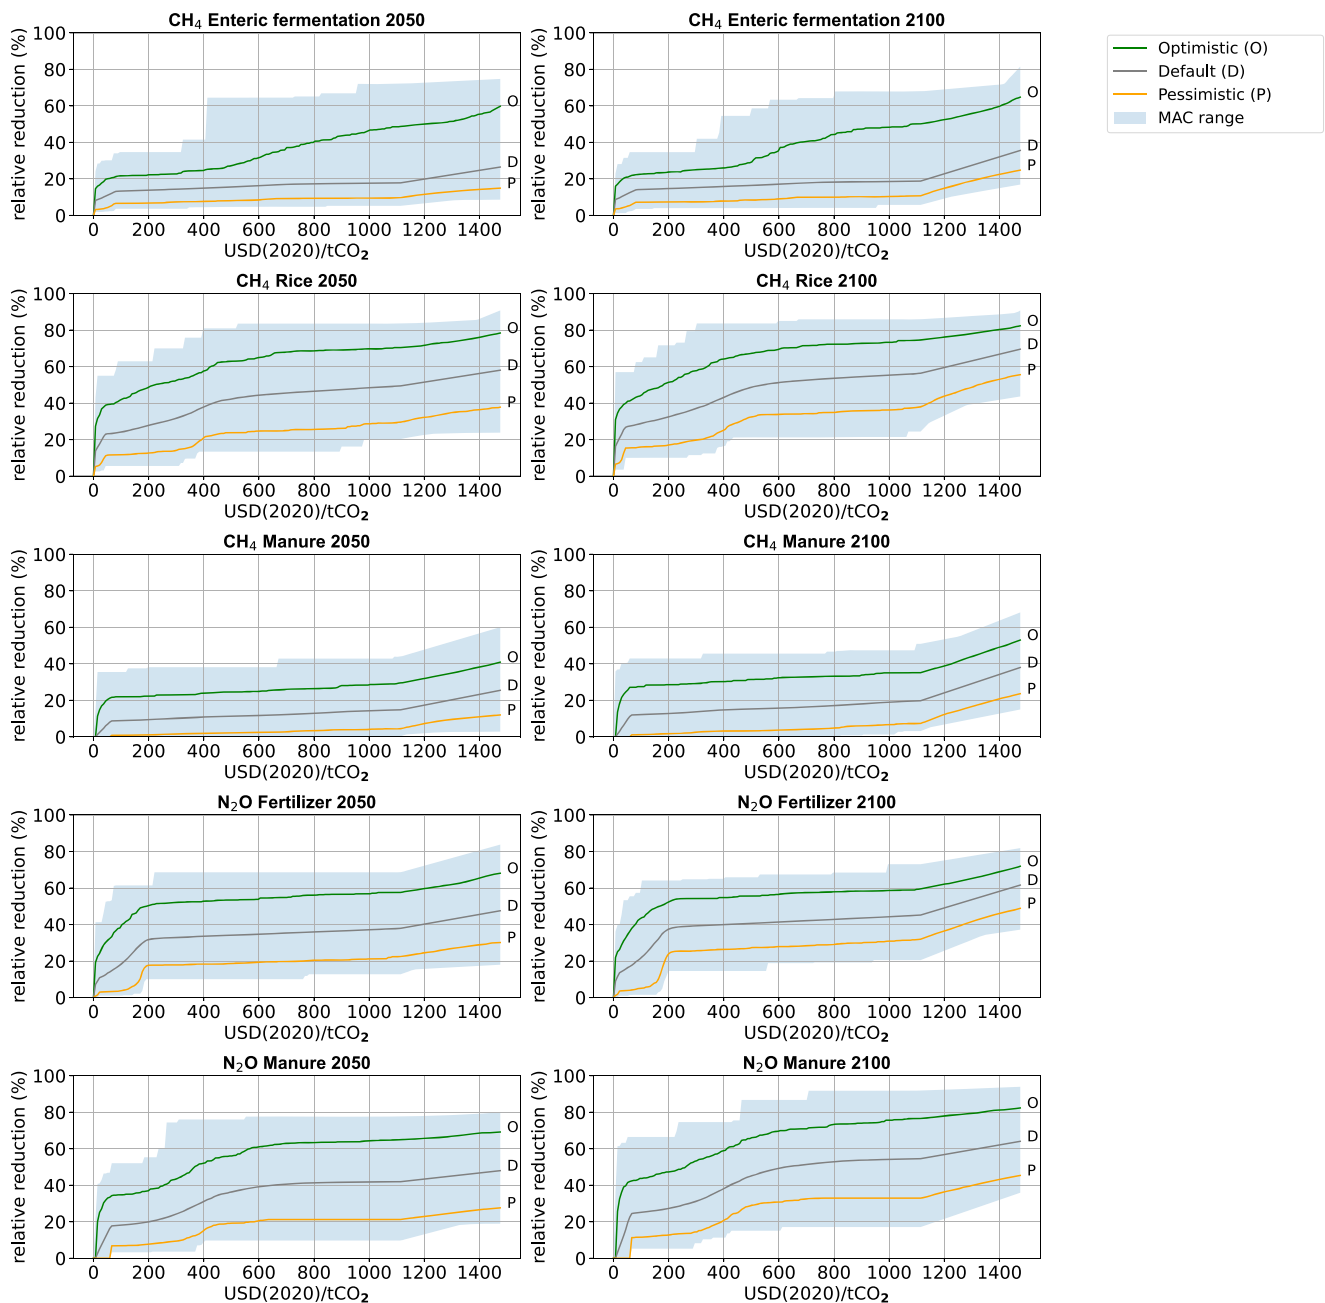 CH₄ Enteric fermentation 2050
relative reduction (%)
100
80
60
40
20
0
O
D
P
0 200 400 600 800 1000 1200 1400
USD(2020)/tCO₂
CH₄ Enteric fermentation 2100
relative reduction (%)
100
80
60
40
20
0
O
D
P
0 200 400 600 800 1000 1200 1400
USD(2020)/tCO₂
Optimistic (O)
Default (D)
Pessimistic (P)
MAC range
CH₄ Rice 2050
relative reduction (%)
100
80
60
40
20
0
O
D
P
0 200 400 600 800 1000 1200 1400
USD(2020)/tCO₂
CH₄ Rice 2100
relative reduction (%)
100
80
60
40
20
0
O
D
P
0 200 400 600 800 1000 1200 1400
USD(2020)/tCO₂
CH₄ Manure 2050
relative reduction (%)
100
80
60
40
20
0
O
D
P
0 200 400 600 800 1000 1200 1400
USD(2020)/tCO₂
CH₄ Manure 2100
relative reduction (%)
100
80
60
40
20
0
O
D
P
0 200 400 600 800 1000 1200 1400
USD(2020)/tCO₂
N₂O Fertilizer 2050
relative reduction (%)
100
80
60
40
20
0
O
D
P
0 200 400 600 800 1000 1200 1400
USD(2020)/tCO₂
N₂O Fertilizer 2100
relative reduction (%)
100
80
60
40
20
0
O
D
P
0 200 400 600 800 1000 1200 1400
USD(2020)/tCO₂
N₂O Manure 2050
relative reduction (%)
100
80
60
40
20
0
O
D
P
0 200 400 600 800 1000 1200 1400
USD(2020)/tCO₂
N₂O Manure 2100
relative reduction (%)
100
80
60
40
20
0
O
D
P
0 200 400 600 800 1000 1200 1400
USD(2020)/tCO₂